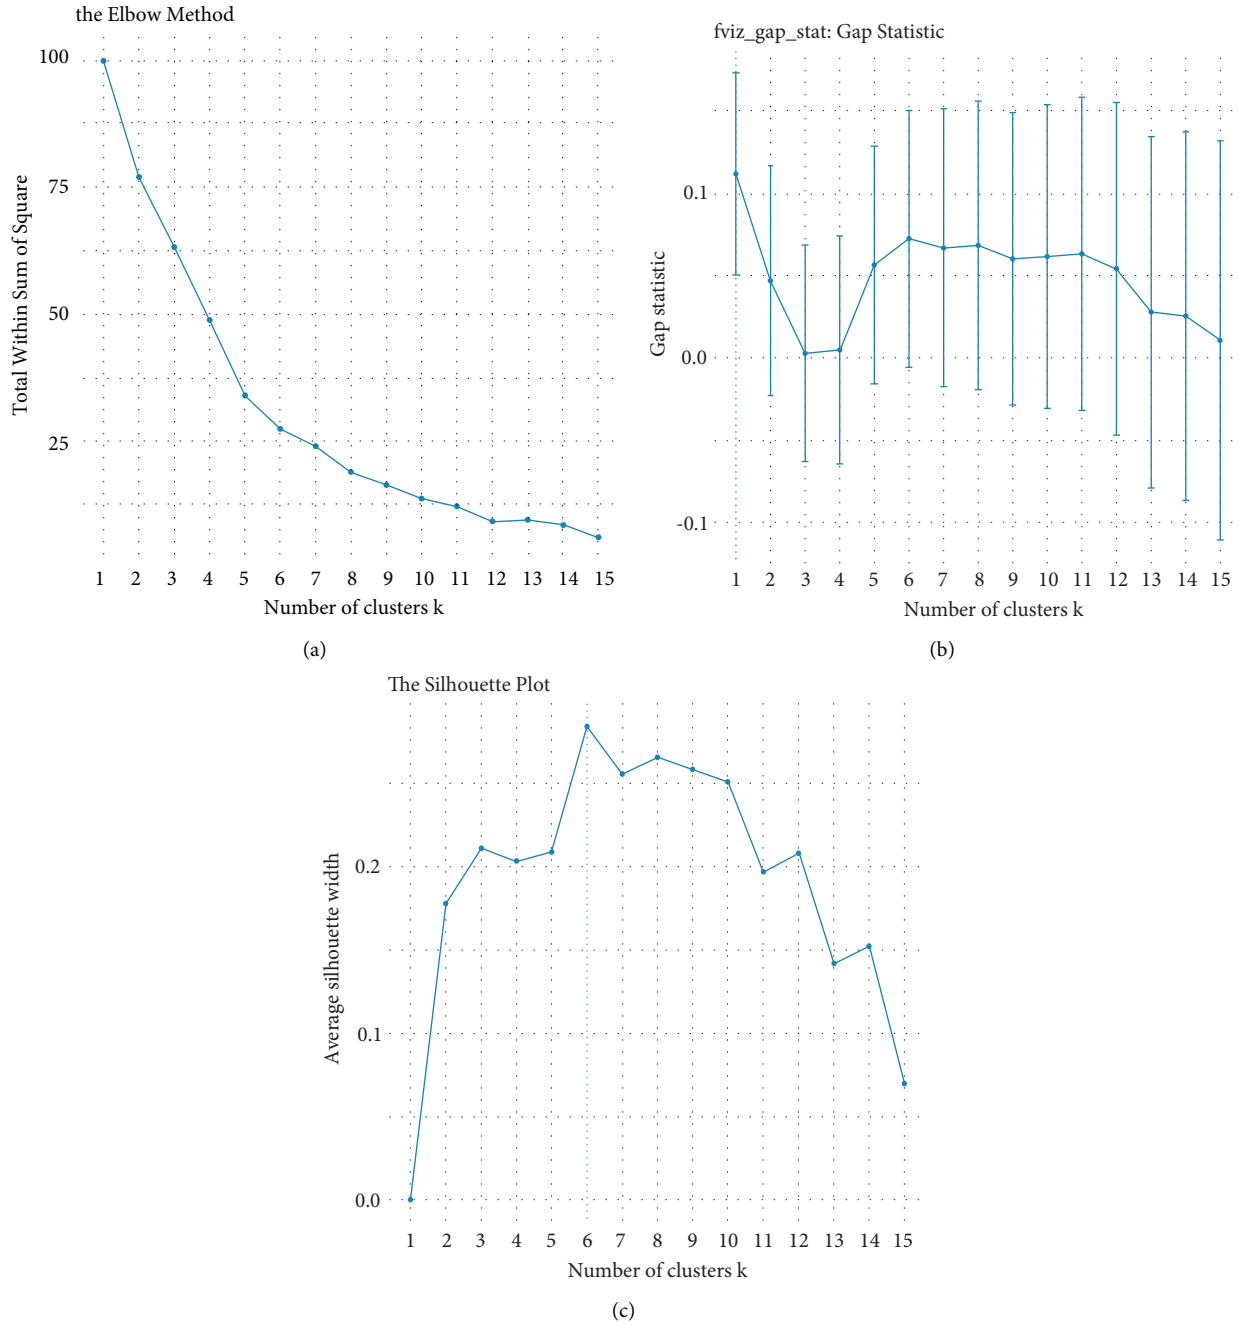 the Elbow Method
100
75
50
25
Total Within Sum of Square
1 2 3 4 5 6 7 8 9 10 11 12 13 14 15
Number of clusters k
(a)
fviz_gap_stat: Gap Statistic
0.1
0.0
-0.1
Gap statistic
1 2 3 4 5 6 7 8 9 10 11 12 13 14 15
Number of clusters k
(b)
The Silhouette Plot
0.2
0.1
0.0
Average silhouette width
1 2 3 4 5 6 7 8 9 10 11 12 13 14 15
Number of clusters k
(c)